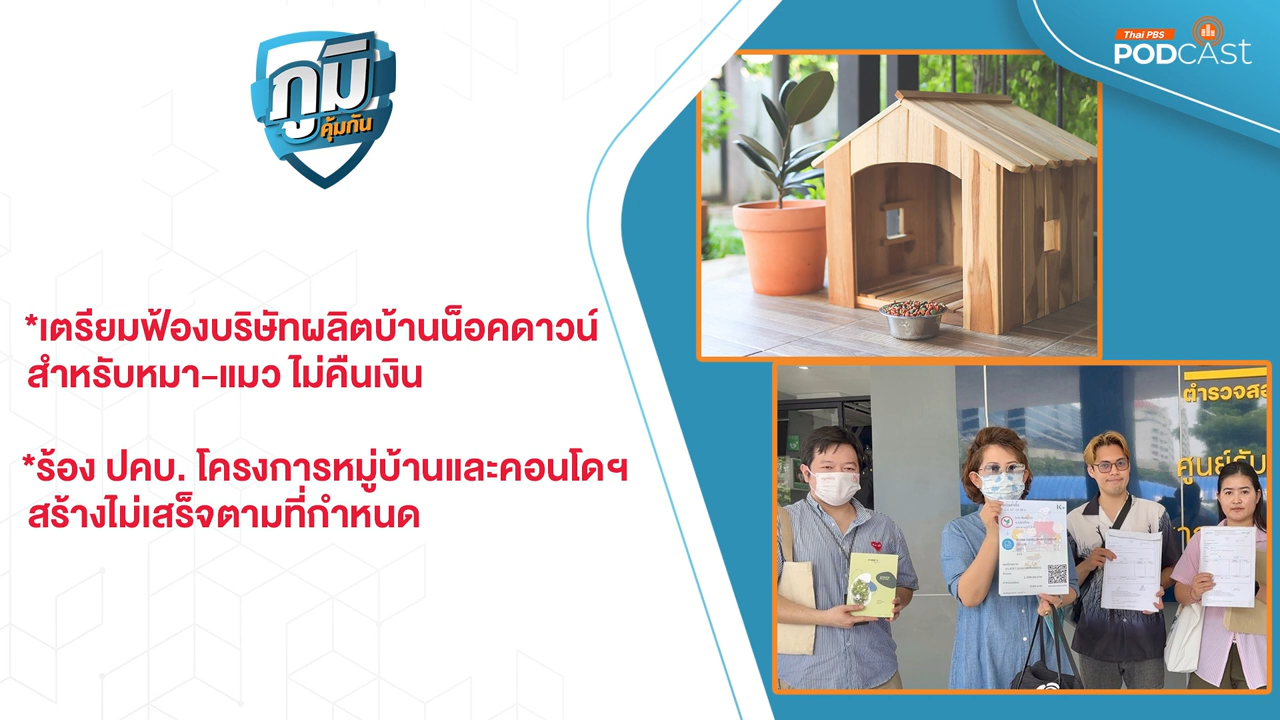 ภูมิ
คุ้มกัน
Thai PBS
PODCAST
*เตรียมฟ้องบริษัทผลิตบ้านน็อคดาวน์
สำหรับหมา-แมว ไม่คืนเงิน
*ร้อง ปคบ. โครงการหมู่บ้านและคอนโดฯ
สร้างไม่เสร็จตามที่กำหนด
ตำรวจสอ
ศูนย์รับ
K+